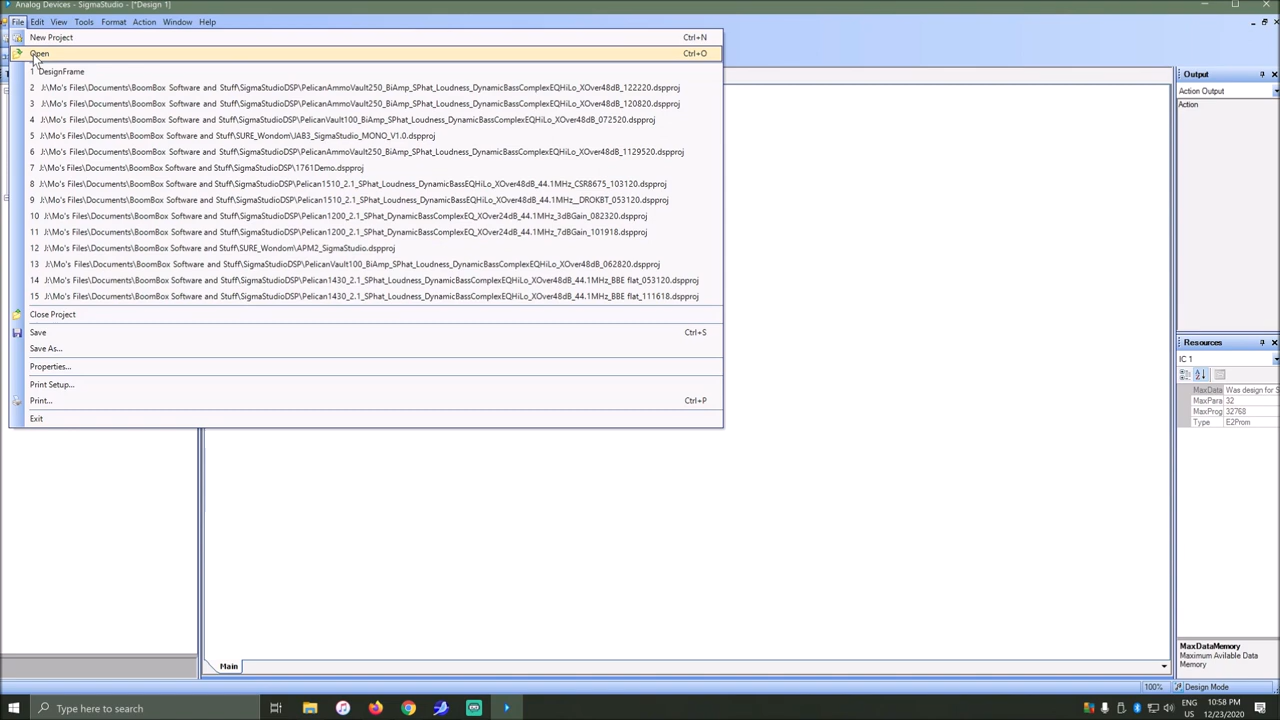 Analog Devices - SigmaStudio - [*Design 1]
File Edit View Tools Format Action Window Help
New Project Ctrl+N
Open Ctrl+O
1 DesignFrame
2 J:\Mo's Files\Documents\BoomBox Software and Stuff\SigmaStudioDSP\PelicanAmmoVault250_BiAmp_SPhat_Loudness_DynamicBassComplexEQHiLo_XOver48dB_122220.dspproj
3 J:\Mo's Files\Documents\BoomBox Software and Stuff\SigmaStudioDSP\PelicanAmmoVault250_BiAmp_SPhat_Loudness_DynamicBassComplexEQHiLo_XOver48dB_120820.dspproj
4 J:\Mo's Files\Documents\BoomBox Software and Stuff\SigmaStudioDSP\PelicanVault100_BiAmp_SPhat_Loudness_DynamicBassComplexEQHiLo_XOver48dB_072520.dspproj
5 J:\Mo's Files\Documents\BoomBox Software and Stuff\SURE_Wondom\JAB3_SigmaStudio_MONO_V1.0.dspproj
6 J:\Mo's Files\Documents\BoomBox Software and Stuff\SigmaStudioDSP\PelicanAmmoVault250_BiAmp_SPhat_Loudness_DynamicBassComplexEQHiLo_XOver48dB_1129520.dspproj
7 J:\Mo's Files\Documents\BoomBox Software and Stuff\SigmaStudioDSP\1761Demo.dspproj
8 J:\Mo's Files\Documents\BoomBox Software and Stuff\SigmaStudioDSP\Pelican1510_2.1_SPhat_Loudness_DynamicBassEQHiLo_XOver48dB_44.1MHz_CSR8675_103120.dspproj
9 J:\Mo's Files\Documents\BoomBox Software and Stuff\SigmaStudioDSP\Pelican1510_2.1_SPhat_Loudness_DynamicBassEQHiLo_XOver48dB_44.1MHz__DROKBT_053120.dspproj
10 J:\Mo's Files\Documents\BoomBox Software and Stuff\SigmaStudioDSP\Pelican1200_2.1_SPhat_DynamicBassComplexEQ_XOver24dB_44.1MHz_3dBGain_082320.dspproj
11 J:\Mo's Files\Documents\BoomBox Software and Stuff\SigmaStudioDSP\Pelican1200_2.1_SPhat_DynamicBassComplexEQ_XOver24dB_44.1MHz_7dBGain_101918.dspproj
12 J:\Mo's Files\Documents\BoomBox Software and Stuff\SURE_Wondom\APM2_SigmaStudio.dspproj
13 J:\Mo's Files\Documents\BoomBox Software and Stuff\SigmaStudioDSP\PelicanVault100_BiAmp_SPhat_Loudness_DynamicBassComplexEQHiLo_XOver48dB_062820.dspproj
14 J:\Mo's Files\Documents\BoomBox Software and Stuff\SigmaStudioDSP\Pelican1430_2.1_SPhat_Loudness_DynamicBassComplexEQHiLo_XOver48dB_44.1MHz_BBE flat_053120.dspproj
15 J:\Mo's Files\Documents\BoomBox Software and Stuff\SigmaStudioDSP\Pelican1430_2.1_SPhat_Loudness_DynamicBassComplexEQHiLo_XOver48dB_44.1MHz_BBE flat_111618.dspproj
Close Project
Save Ctrl+S
Save As...
Properties...
Print Setup...
Print... Ctrl+P
Exit
Output
Action Output
Action
Resources
IC 1
MaxData Was design for S
MaxPara 32
MaxProg 32768
Type E2Prom
MaxDataMemory
Maximum Avilable Data
Memory
Main
100% Design Mode
Type here to search
10:58 PM
US 12/23/2020